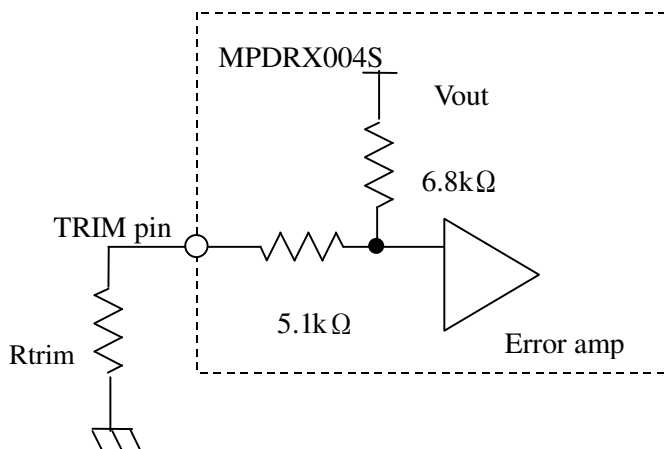 MPDRX004S
Vout
6.8kΩ
TRIM pin
5.1kΩ
Rtrim
Error amp